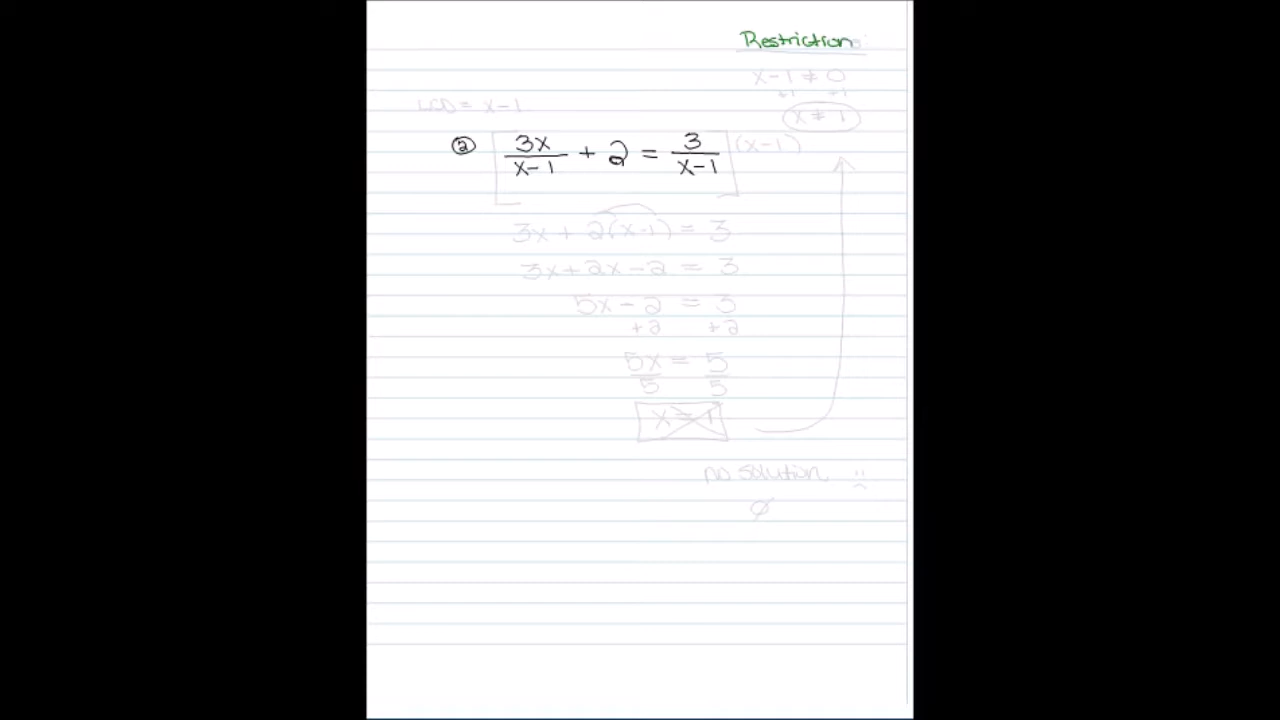 Restrictions
x-1 ≠ 0
+1 +1
LCD = x-1
x ≠ 1
② [3x/(x-1) + 2 = 3/(x-1)] (x-1)
3x + 2(x-1) = 3
3x+2x-2 = 3
5x-2 = 3
+2 +2
5x = 5
5 5
x = 1
no solution :(
∅